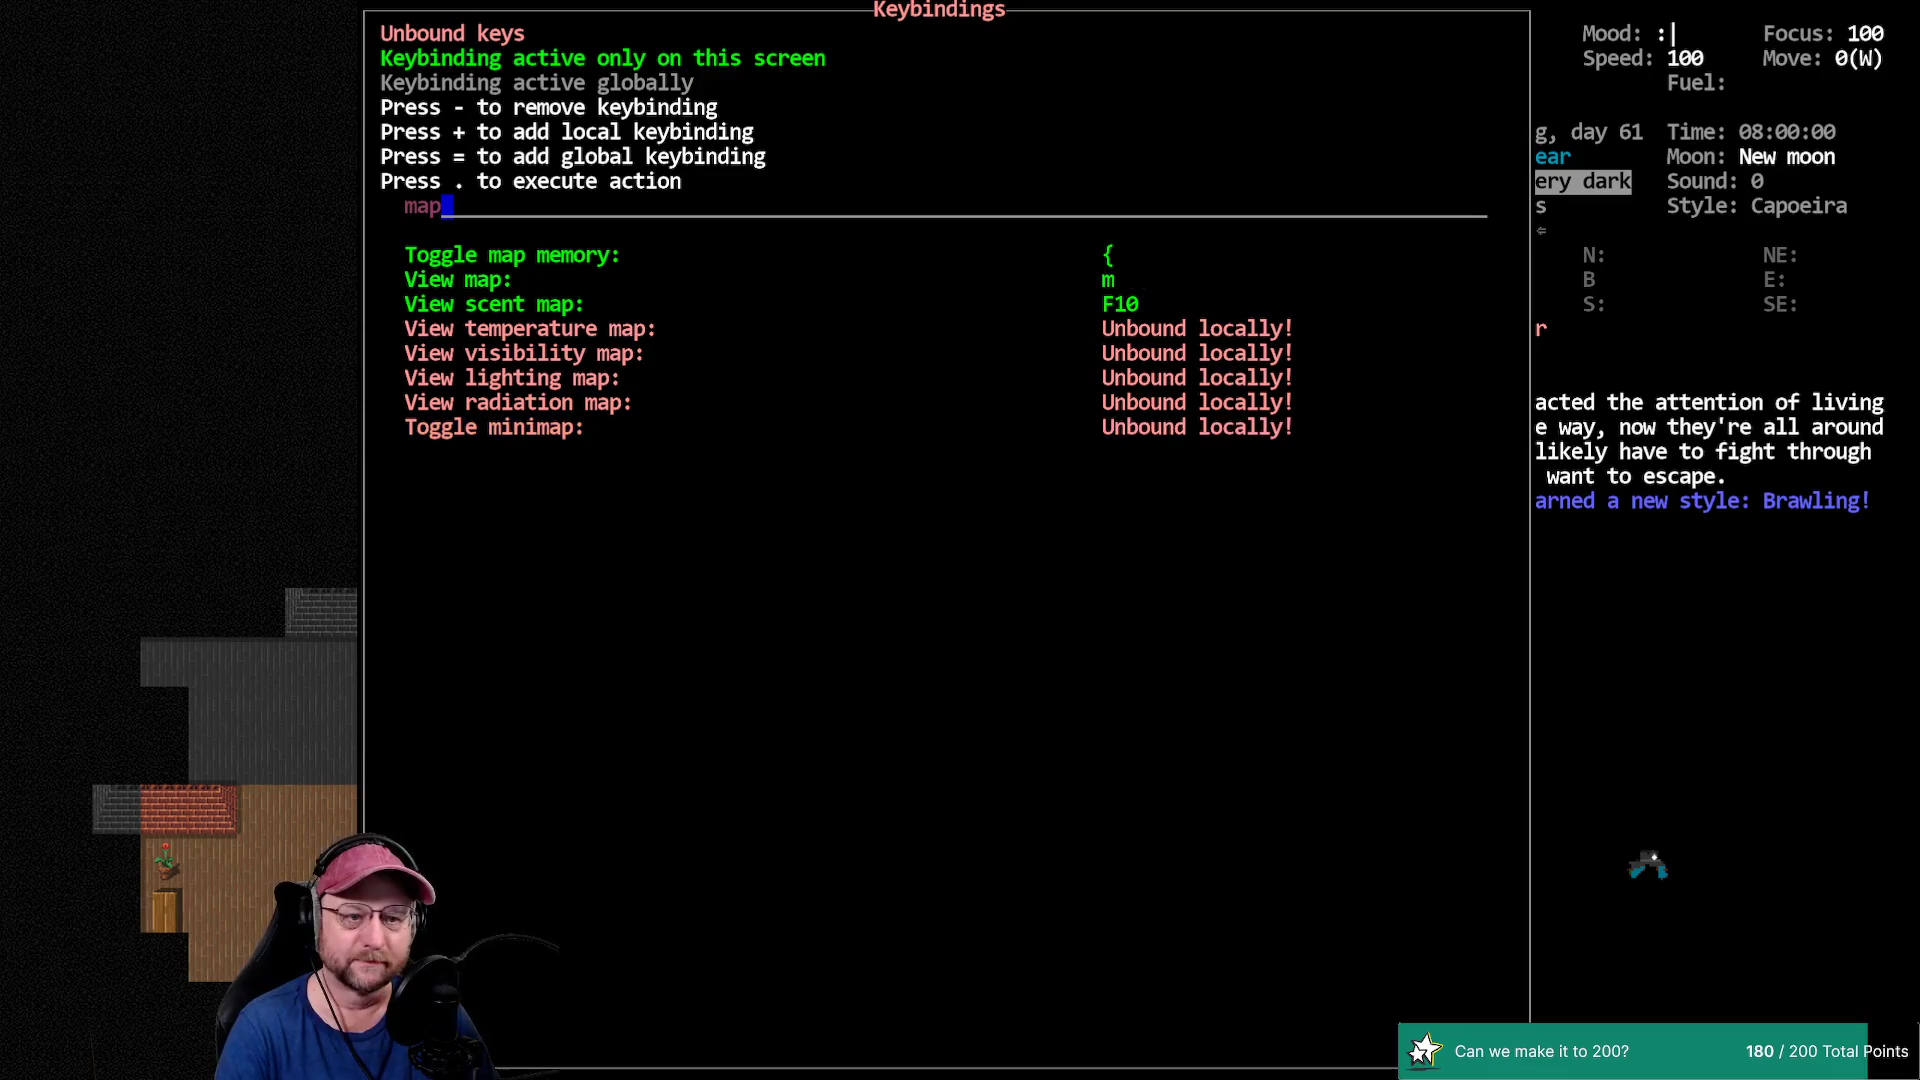 Keybindings
Unbound keys
Keybinding active only on this screen
Keybinding active globally
Press - to remove keybinding
Press + to add local keybinding
Press = to add global keybinding
Press . to execute action
map
Toggle map memory: {
View map: m
View scent map: F10
View temperature map: Unbound locally!
View visibility map: Unbound locally!
View lighting map: Unbound locally!
View radiation map: Unbound locally!
Toggle minimap: Unbound locally!
Mood: :| Focus: 100
Speed: 100 Move: 0(W)
Fuel:
g, day 61 Time: 08:00:00
ear Moon: New moon
ery dark Sound: 0
s Style: Capoeira
N: NE:
B E:
S: SE:
r
acted the attention of living
e way, now they're all around
likely have to fight through
want to escape.
arned a new style: Brawling!
Can we make it to 200? 180 / 200 Total Points